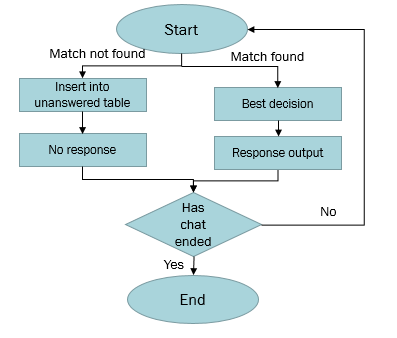 Start
Match not found
Match found
Insert into
unanswered table
Best decision
No response
Response output
Has
chat
ended
No
Yes
End